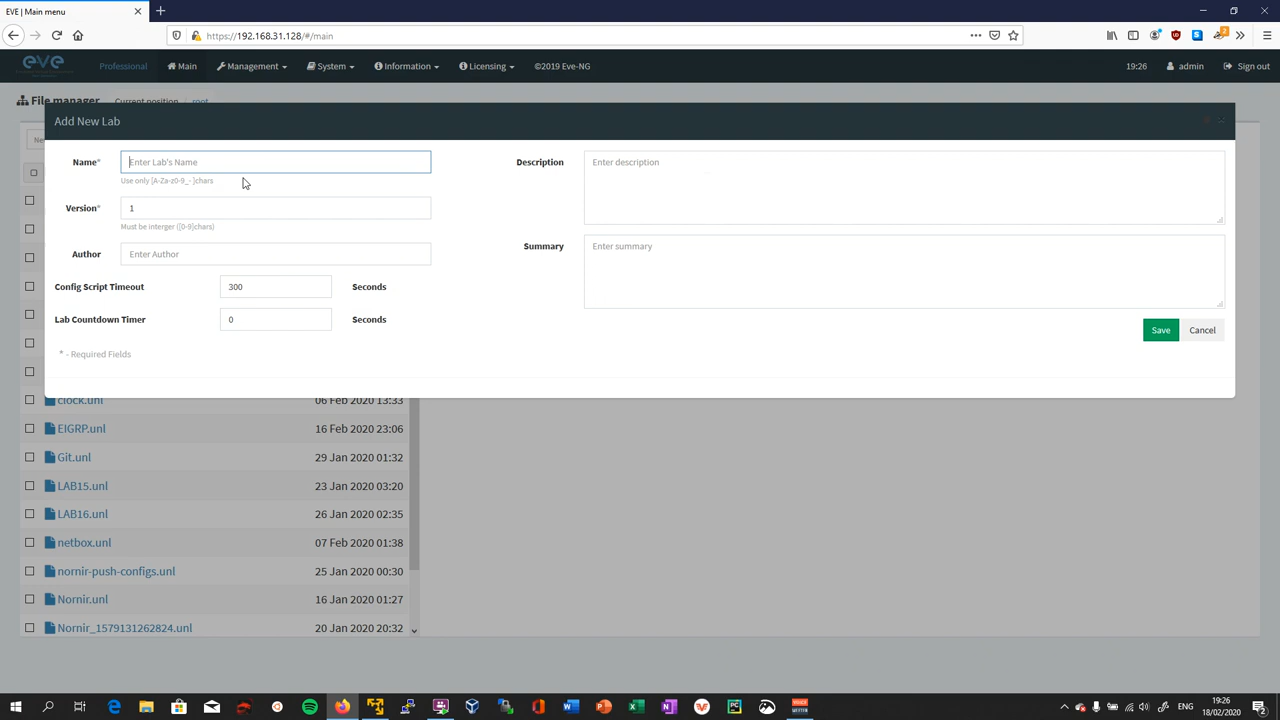 EVE | Main menu
https://192.168.31.128/#/main
2
eve Professional Main Management System Information Licensing ©2019 Eve-NG 19:26 admin Sign out
File manager Current position root
Add New Lab
Name* Enter Lab's Name
Use only [A-Za-z0-9_- ]chars
Version* 1
Must be interger ([0-9]chars)
Author Enter Author
Config Script Timeout 300 Seconds
Lab Countdown Timer 0 Seconds
* - Required Fields
Description Enter description
Summary Enter summary
Save Cancel
Ne
clock.unl 06 Feb 2020 13:33
EIGRP.unl 16 Feb 2020 23:06
Git.unl 29 Jan 2020 01:32
LAB15.unl 23 Jan 2020 03:20
LAB16.unl 26 Jan 2020 02:35
netbox.unl 07 Feb 2020 01:38
nornir-push-configs.unl 25 Jan 2020 00:30
Nornir.unl 16 Jan 2020 01:27
Nornir_1579131262824.unl 20 Jan 2020 20:32
ENG
19:26
18/02/2020
2